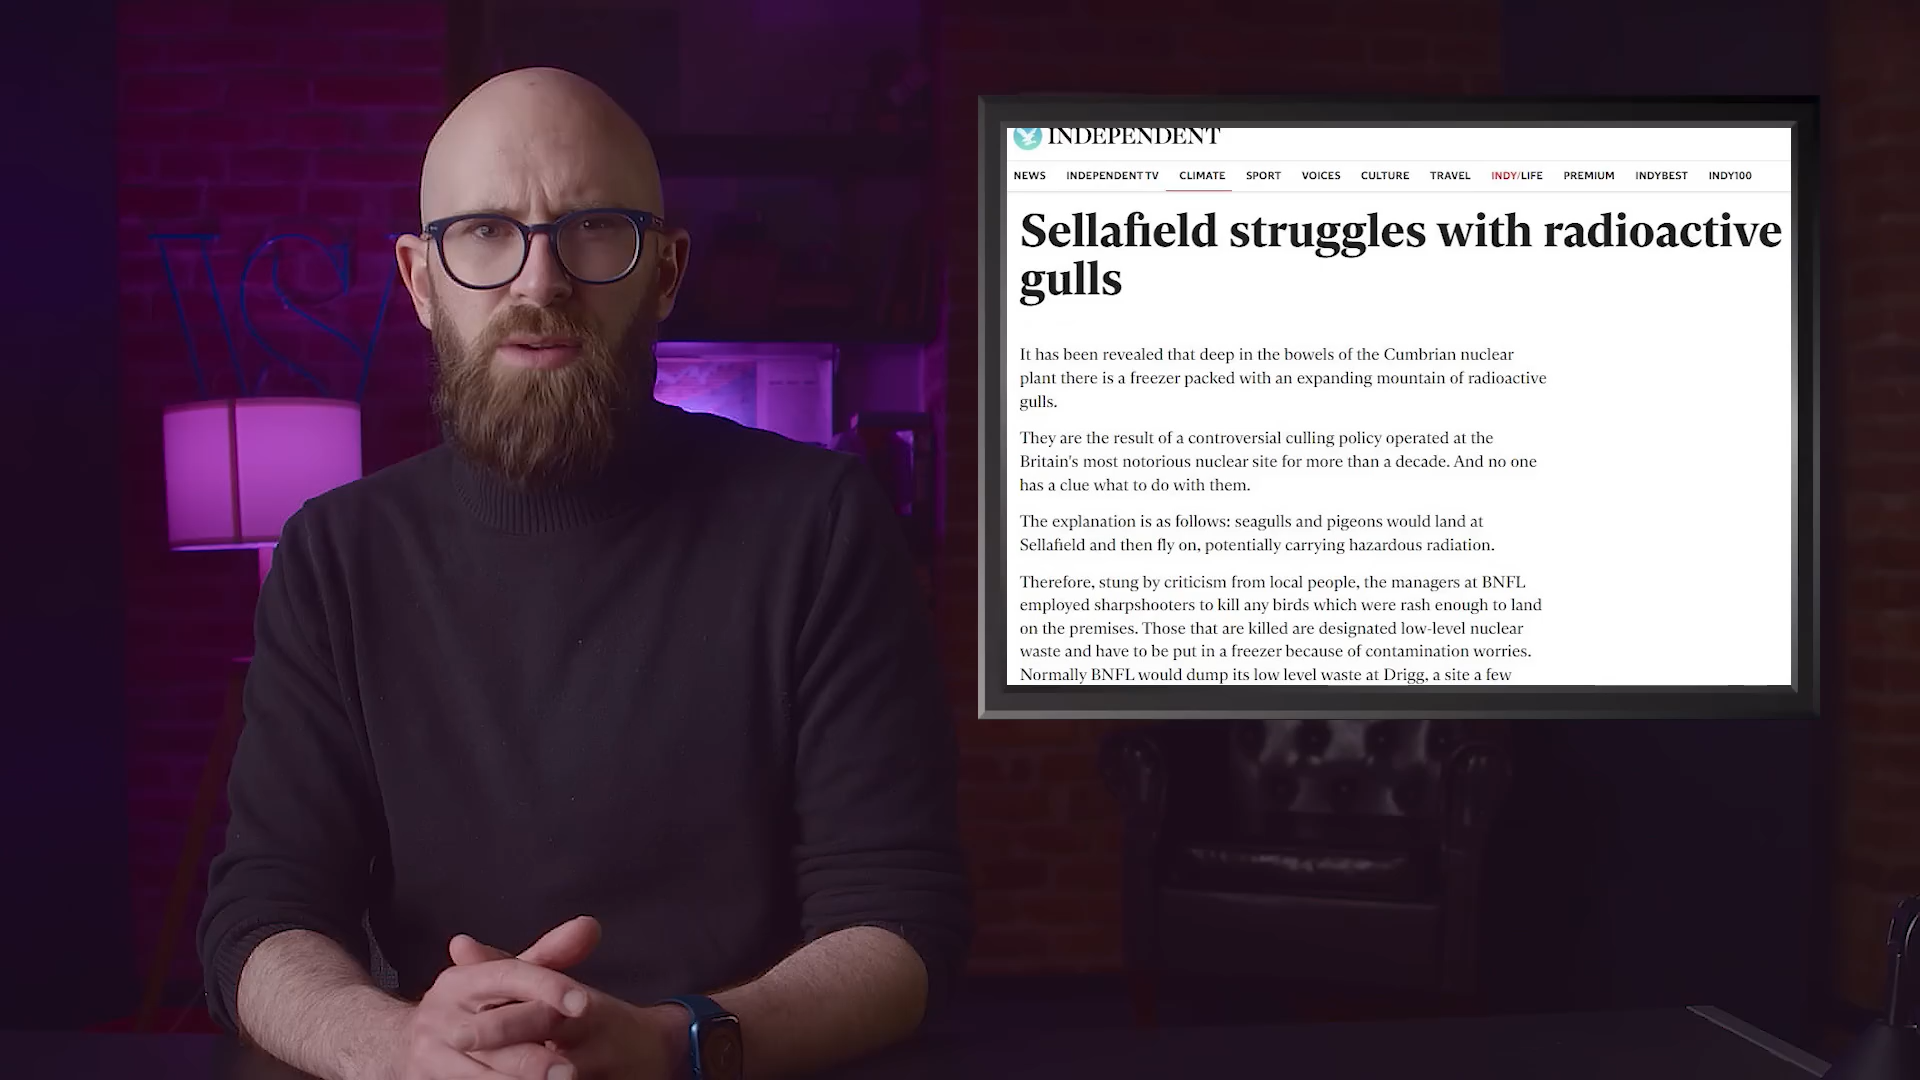 INDEPENDENT
NEWS INDEPENDENT TV CLIMATE SPORT VOICES CULTURE TRAVEL INDY/LIFE PREMIUM INDYBEST INDY100
Sellafield struggles with radioactive
gulls
It has been revealed that deep in the bowels of the Cumbrian nuclear
plant there is a freezer packed with an expanding mountain of radioactive
gulls.
They are the result of a controversial culling policy operated at the
Britain's most notorious nuclear site for more than a decade. And no one
has a clue what to do with them.
The explanation is as follows: seagulls and pigeons would land at
Sellafield and then fly on, potentially carrying hazardous radiation.
Therefore, stung by criticism from local people, the managers at BNFL
employed sharpshooters to kill any birds which were rash enough to land
on the premises. Those that are killed are designated low-level nuclear
waste and have to be put in a freezer because of contamination worries.
Normally BNFL would dump its low level waste at Drigg, a site a few